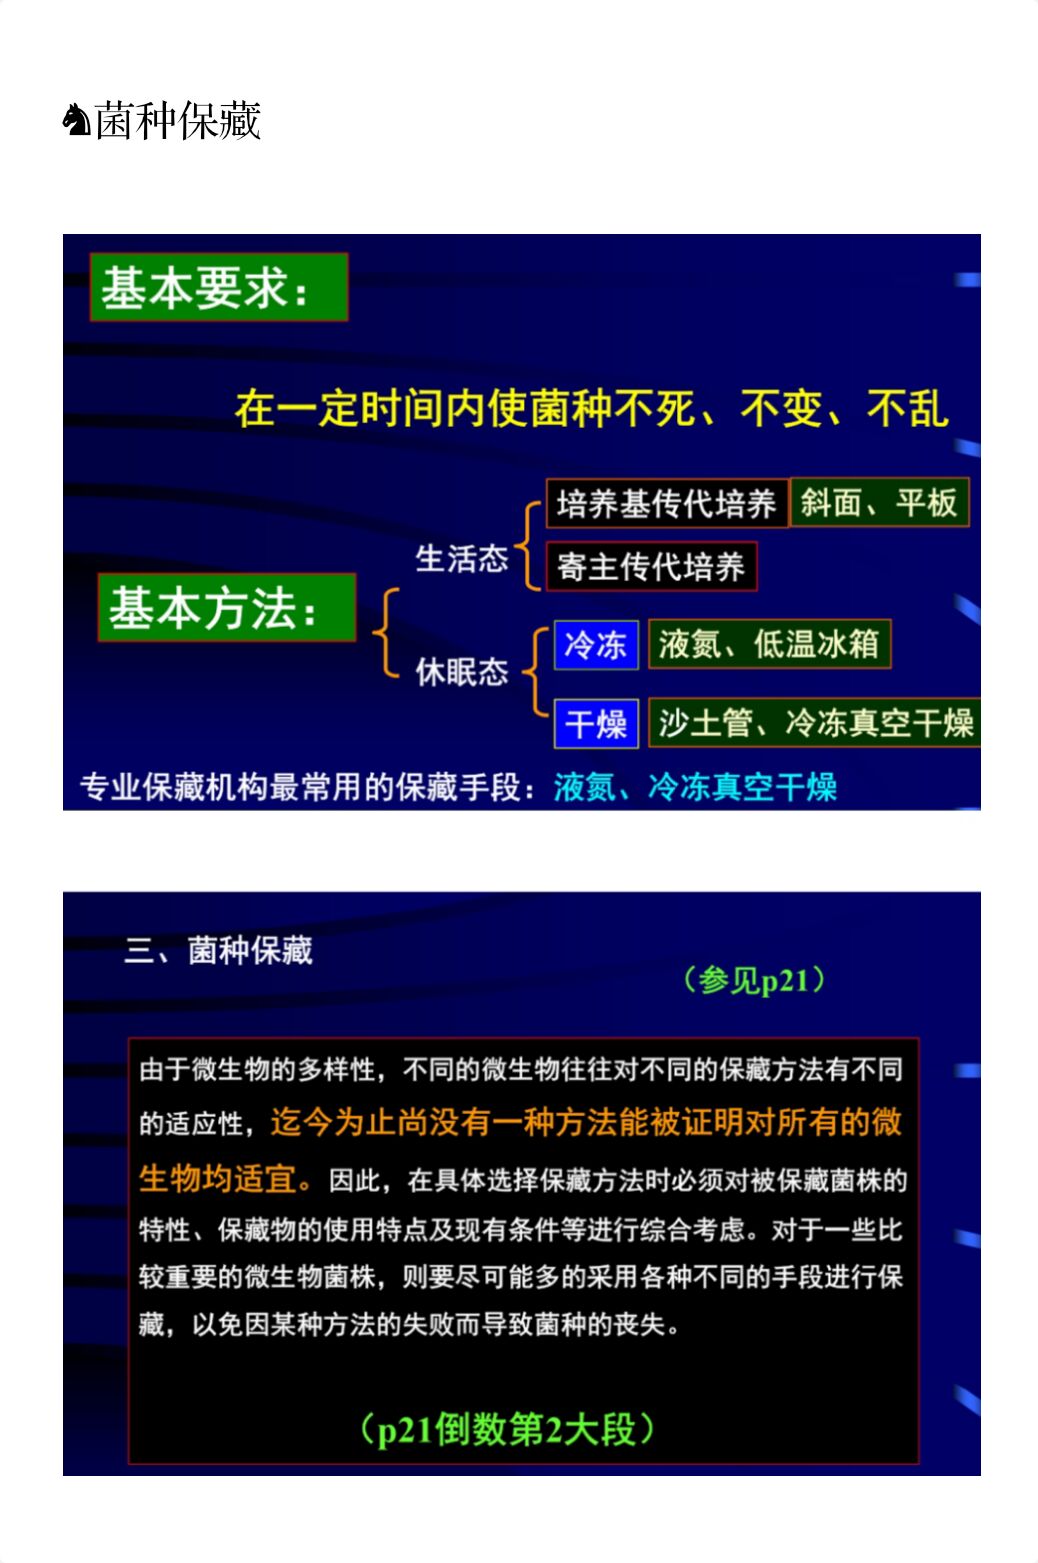 ♞菌种保藏
基本要求：
在一定时间内使菌种不死、不变、不乱
培养基传代培养 斜面、平板
生活态
寄主传代培养
基本方法：
冷冻 液氮、低温冰箱
休眠态
干燥 沙土管、冷冻真空干燥
专业保藏机构最常用的保藏手段：液氮、冷冻真空干燥
三、菌种保藏
（参见p21）
由于微生物的多样性，不同的微生物往往对不同的保藏方法有不同
的适应性，迄今为止尚没有一种方法能被证明对所有的微
生物均适宜。因此，在具体选择保藏方法时必须对被保藏菌株的
特性、保藏物的使用特点及现有条件等进行综合考虑。对于一些比
较重要的微生物菌株，则要尽可能多的采用各种不同的手段进行保
藏，以免因某种方法的失败而导致菌种的丧失。
（p21倒数第2大段）